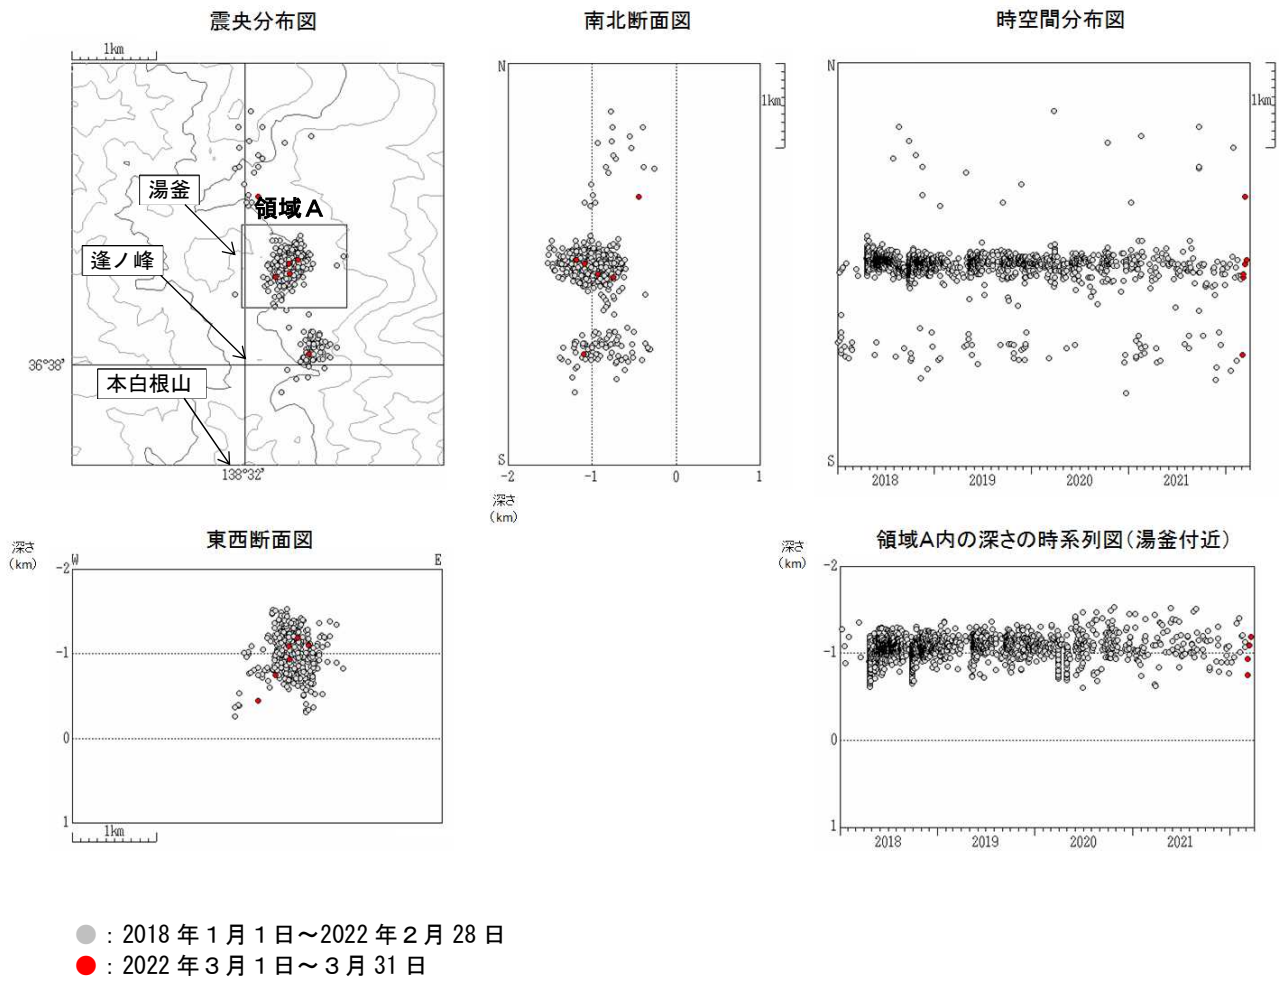 震央分布図
南北断面図
時空間分布図
1km
湯釜
領域A
逢ノ峰
36°38'
本白根山
138°32'
N
S
1km
-2
-1
0
1
深さ
(km)
N
S
1km
2018
2019
2020
2021
東西断面図
深さ
(km)
W
E
-2
-1
0
1
1km
領域A内の深さの時系列図(湯釜付近)
深さ
(km)
-2
-1
0
1
2018
2019
2020
2021
:2018年1月1日~2022年2月28日
:2022年3月1日~3月31日